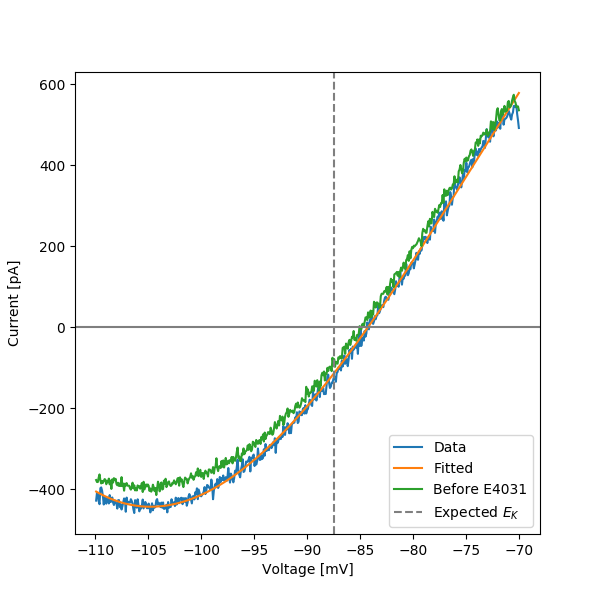 600
400
200
0
−200
−400
Current [pA]
−110 −105 −100 −95 −90 −85 −80 −75 −70
Voltage [mV]
Data
Fitted
Before E4031
Expected E_K